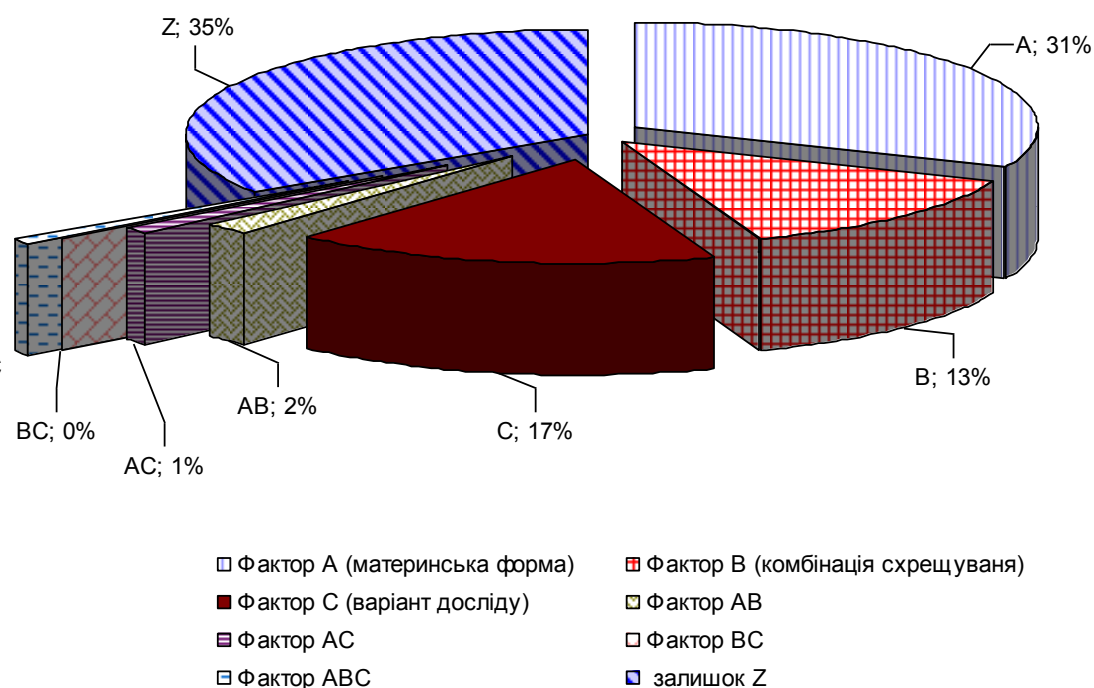 Z; 35%
A; 31%
B; 13%
C; 17%
AB; 2%
BC; 0%
AC; 1%
Фактор А (материнська форма)
Фактор В (комбінація схрещуваня)
Фактор С (варіант досліду)
Фактор АВ
Фактор АС
Фактор ВС
Фактор АВС
залишок Z